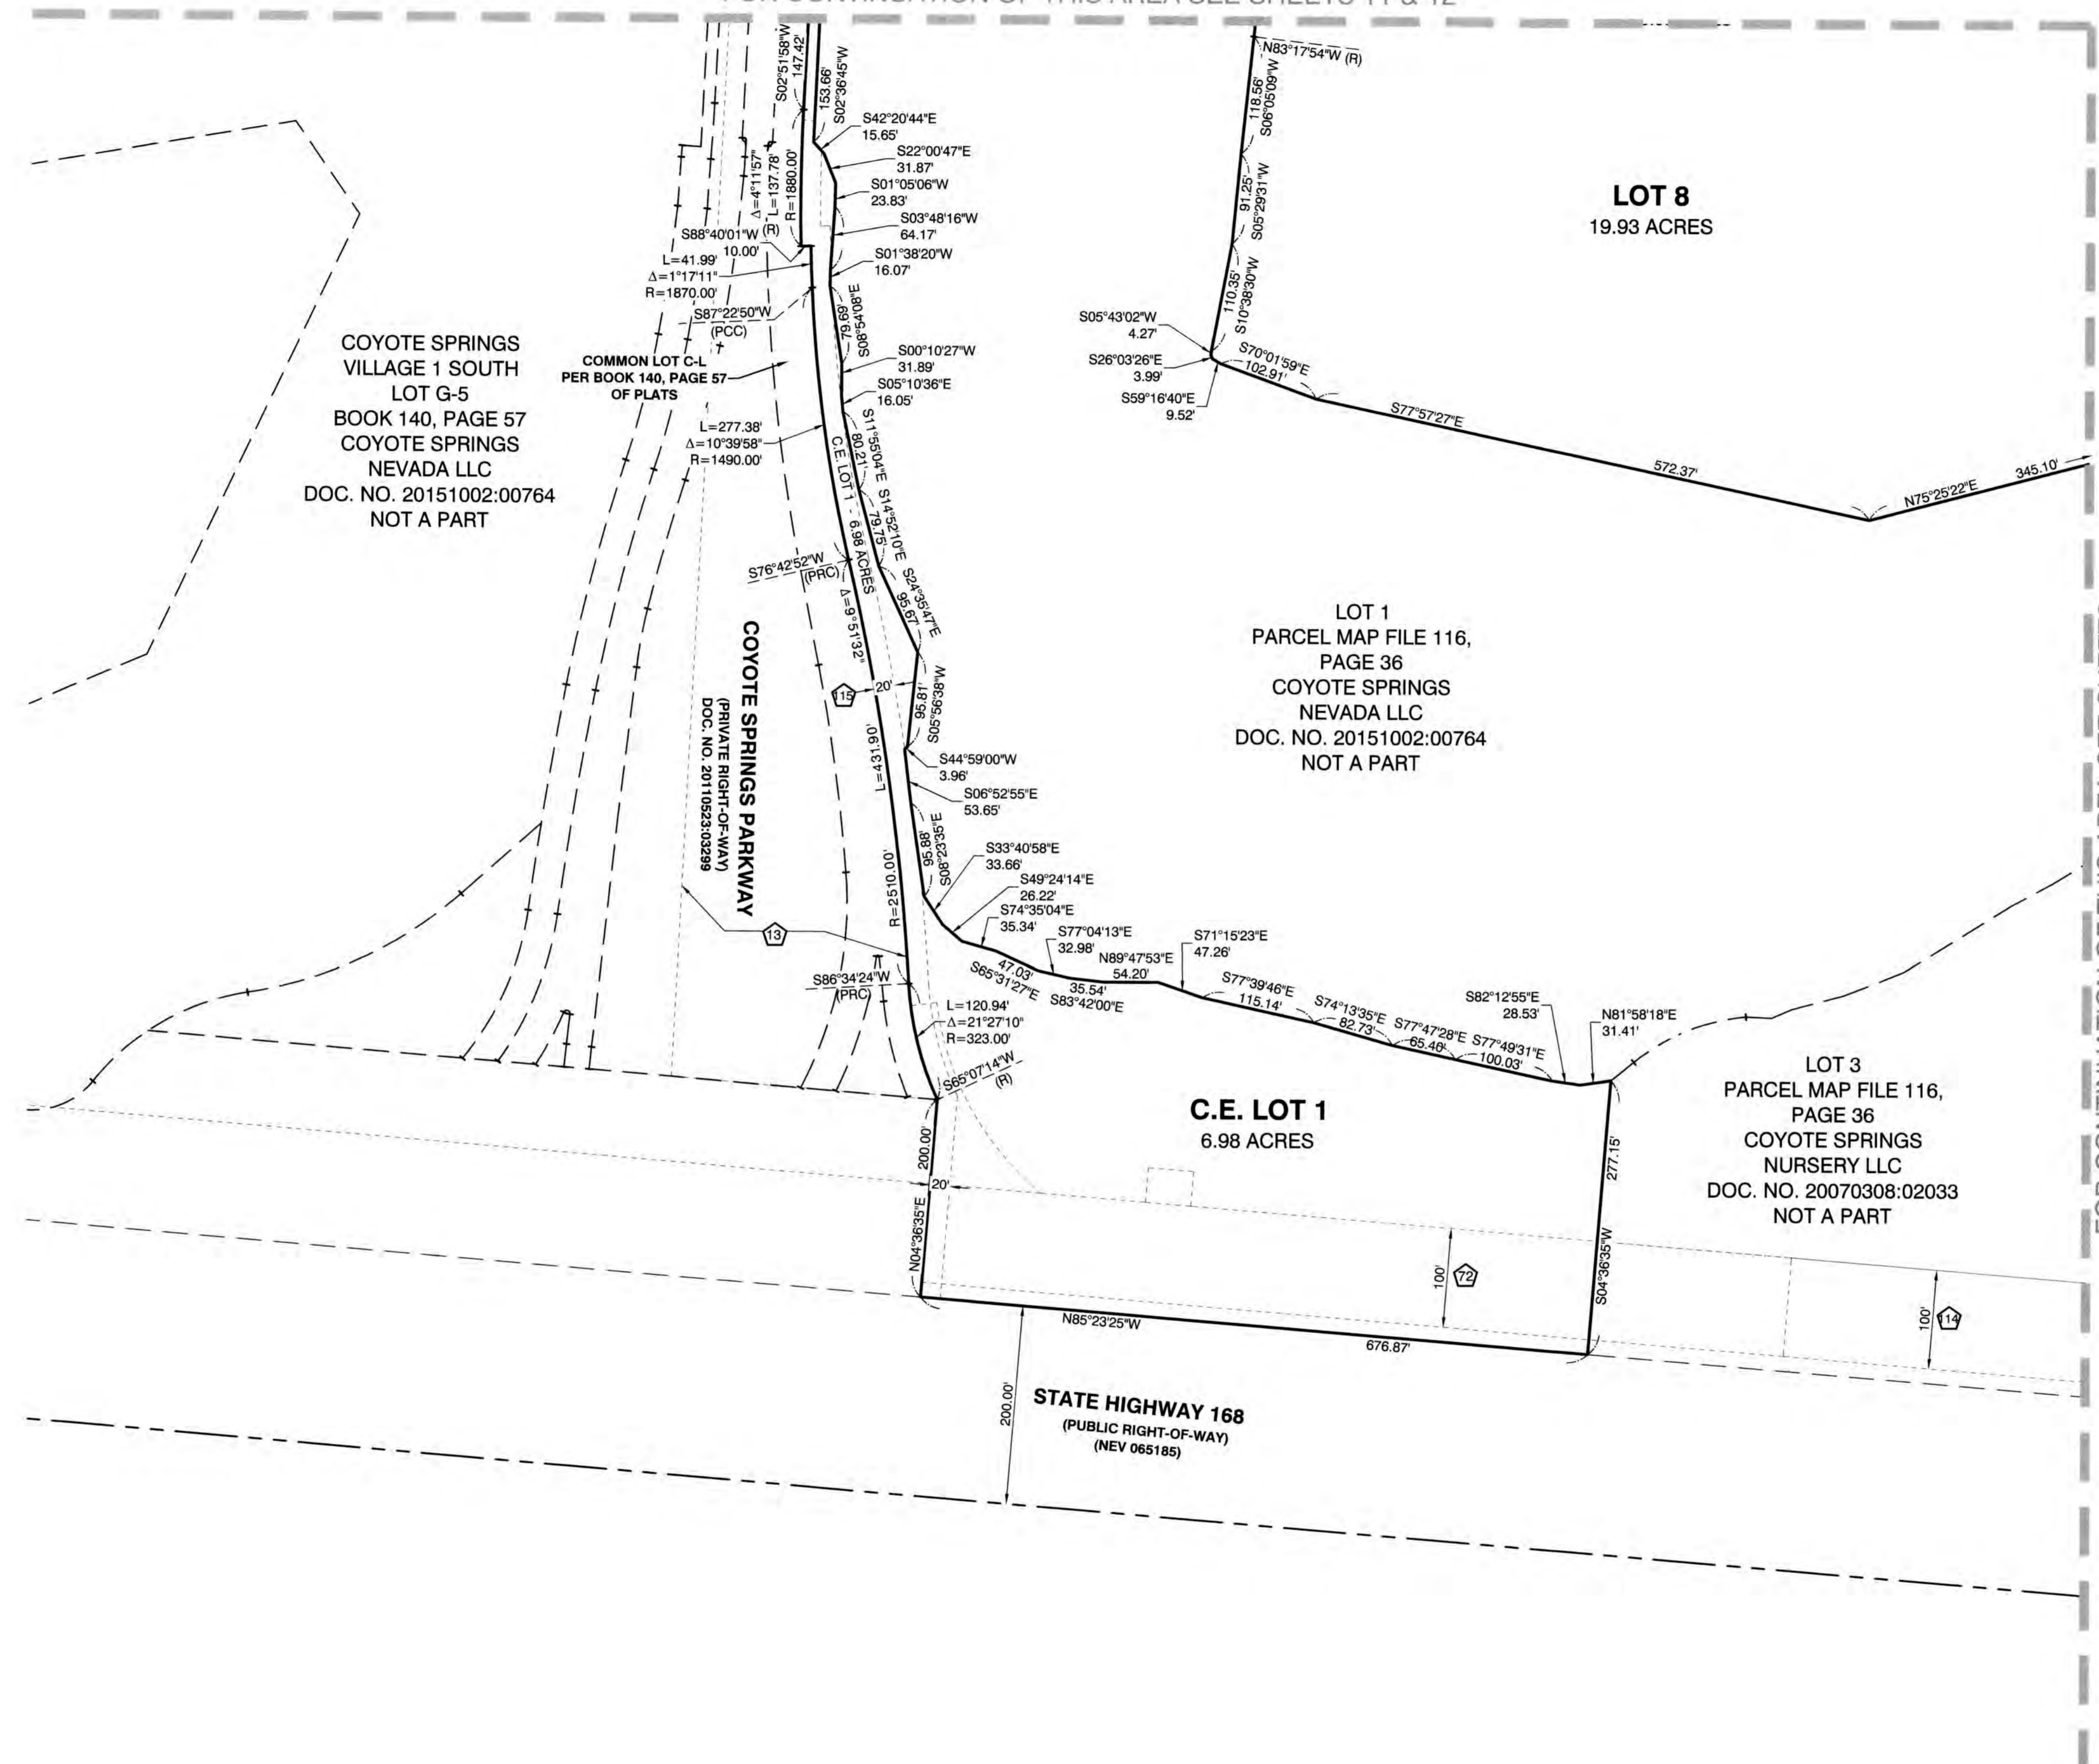 S02°51'58"W
147.42'
153.66'
S02°36'45"W
S42°20'44"E
15.65'
S22°00'47"E
31.87'
S01°05'06"W
23.83'
S03°48'16"W
64.17'
S01°38'20"W
16.07'
Δ=4°11'57"
L=137.78'
R=1880.00'
S88°40'01"W (R)
10.00'
L=41.99'
Δ=1°17'11"
R=1870.00'
S87°22'50"W
(PCC)
79.69'
S08°54'08"E
S00°10'27"W
31.89'
S05°10'36"E
16.05'
COMMON LOT C-L
PER BOOK 140, PAGE 57
OF PLATS
COYOTE SPRINGS
VILLAGE 1 SOUTH
LOT G-5
BOOK 140, PAGE 57
COYOTE SPRINGS
NEVADA LLC
DOC. NO. 20151002:00764
NOT A PART
L=277.38'
Δ=10°39'58"
R=1490.00'
C.E. LOT 1 - 6.98 ACRES
S11°55'04"E
80.21'
S14°52'10"E
79.75'
S24°35'47"E
95.67'
S76°42'52"W
(PRC)
Δ=9°51'32"
L=431.90'
R=2510.00'
115
20'
95.81'
S05°56'38"W
S44°59'00"W
3.96'
S06°52'55"E
53.65'
95.88'
S08°23'35"E
COYOTE SPRINGS PARKWAY
(PRIVATE RIGHT-OF-WAY)
DOC. NO. 20110523:03299
13
S33°40'58"E
33.66'
S49°24'14"E
26.22'
S74°35'04"E
35.34'
47.03'
S65°31'27"E
S77°04'13"E
32.98'
35.54'
S83°42'00"E
N89°47'53"E
54.20'
S71°15'23"E
47.26'
S77°39'46"E
115.14'
S74°13'35"E
82.73'
S77°47'28"E
65.46'
S77°49'31"E
100.03'
S82°12'55"E
28.53'
N81°58'18"E
31.41'
S86°34'24"W
(PRC)
L=120.94'
Δ=21°27'10"
R=323.00'
S65°07'14"W
(R)
N83°17'54"W (R)
118.56'
S06°05'09"W
91.25'
S05°29'31"W
110.35'
S10°38'30"W
S05°43'02"W
4.27'
S26°03'26"E
3.99'
S59°16'40"E
9.52'
S70°01'59"E
102.91'
S77°57'27"E
572.37'
N75°25'22"E
345.10'
LOT 8
19.93 ACRES
LOT 1
PARCEL MAP FILE 116,
PAGE 36
COYOTE SPRINGS
NEVADA LLC
DOC. NO. 20151002:00764
NOT A PART
LOT 3
PARCEL MAP FILE 116,
PAGE 36
COYOTE SPRINGS
NURSERY LLC
DOC. NO. 20070308:02033
NOT A PART
C.E. LOT 1
6.98 ACRES
200.00'
N04°36'35"E
20'
277.15'
S04°36'35"W
100'
72
100'
114
N85°23'25"W
676.87'
200.00'
STATE HIGHWAY 168
(PUBLIC RIGHT-OF-WAY)
(NEV 065185)